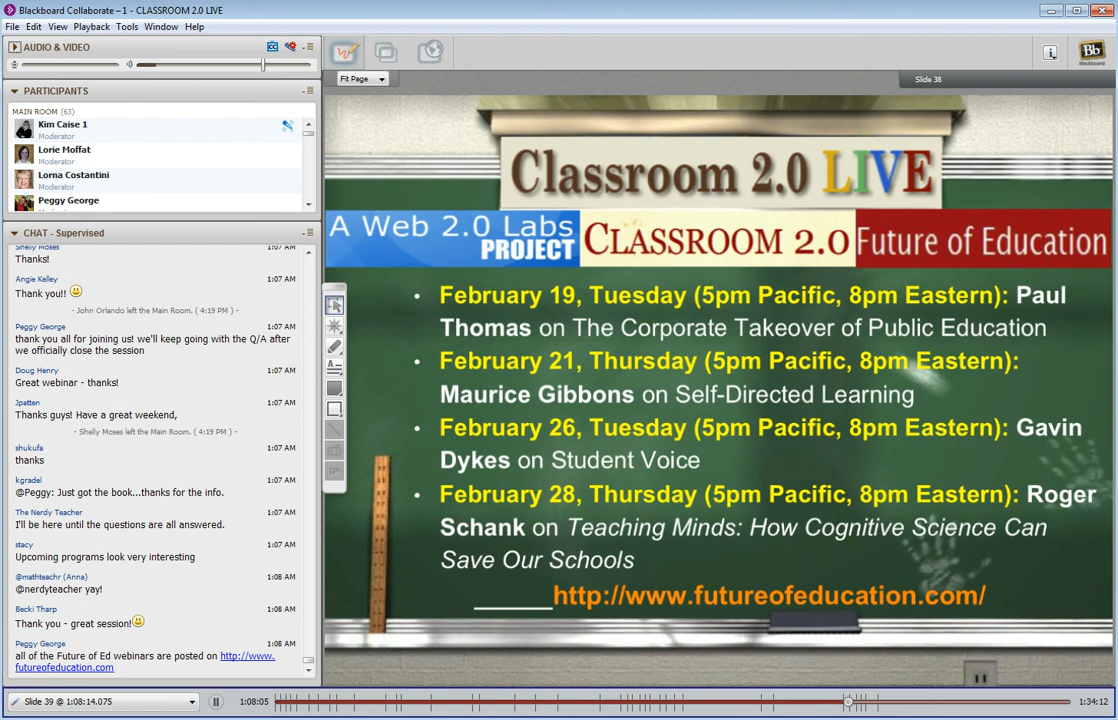 Blackboard Collaborate – 1 - CLASSROOM 2.0 LIVE
File Edit View Playback Tools Window Help
AUDIO & VIDEO
Fit Page
Slide 38
Bb
Blackboard
PARTICIPANTS
MAIN ROOM (63)
Kim Caise 1
Moderator
Lorie Moffat
Moderator
Lorna Costantini
Moderator
Peggy George
CHAT - Supervised
Shelly Moses 1:07 AM
Thanks!
Angie Kelley 1:07 AM
Thank you!!
- John Orlando left the Main Room. ( 4:19 PM ) -
Peggy George 1:07 AM
thank you all for joining us! we'll keep going with the Q/A after
we officially close the session
Doug Henry 1:07 AM
Great webinar - thanks!
Jpatten 1:07 AM
Thanks guys! Have a great weekend,
- Shelly Moses left the Main Room. ( 4:19 PM ) -
shukufa 1:07 AM
thanks
kgradel 1:07 AM
@Peggy: Just got the book...thanks for the info.
The Nerdy Teacher 1:07 AM
I'll be here until the questions are all answered.
stacy 1:07 AM
Upcoming programs look very interesting
@mathteachr (Anna) 1:08 AM
@nerdyteacher yay!
Becki Tharp 1:08 AM
Thank you - great session!
Peggy George 1:08 AM
all of the Future of Ed webinars are posted on http://www.
futureofeducation.com
Classroom 2.0 LIVE
A Web 2.0 Labs
PROJECT
CLASSROOM 2.0
Future of Education
• February 19, Tuesday (5pm Pacific, 8pm Eastern): Paul
Thomas on The Corporate Takeover of Public Education
• February 21, Thursday (5pm Pacific, 8pm Eastern):
Maurice Gibbons on Self-Directed Learning
• February 26, Tuesday (5pm Pacific, 8pm Eastern): Gavin
Dykes on Student Voice
• February 28, Thursday (5pm Pacific, 8pm Eastern): Roger
Schank on Teaching Minds: How Cognitive Science Can
Save Our Schools
http://www.futureofeducation.com/
Slide 39 @ 1:08:14.075
1:08:05
1:34:12